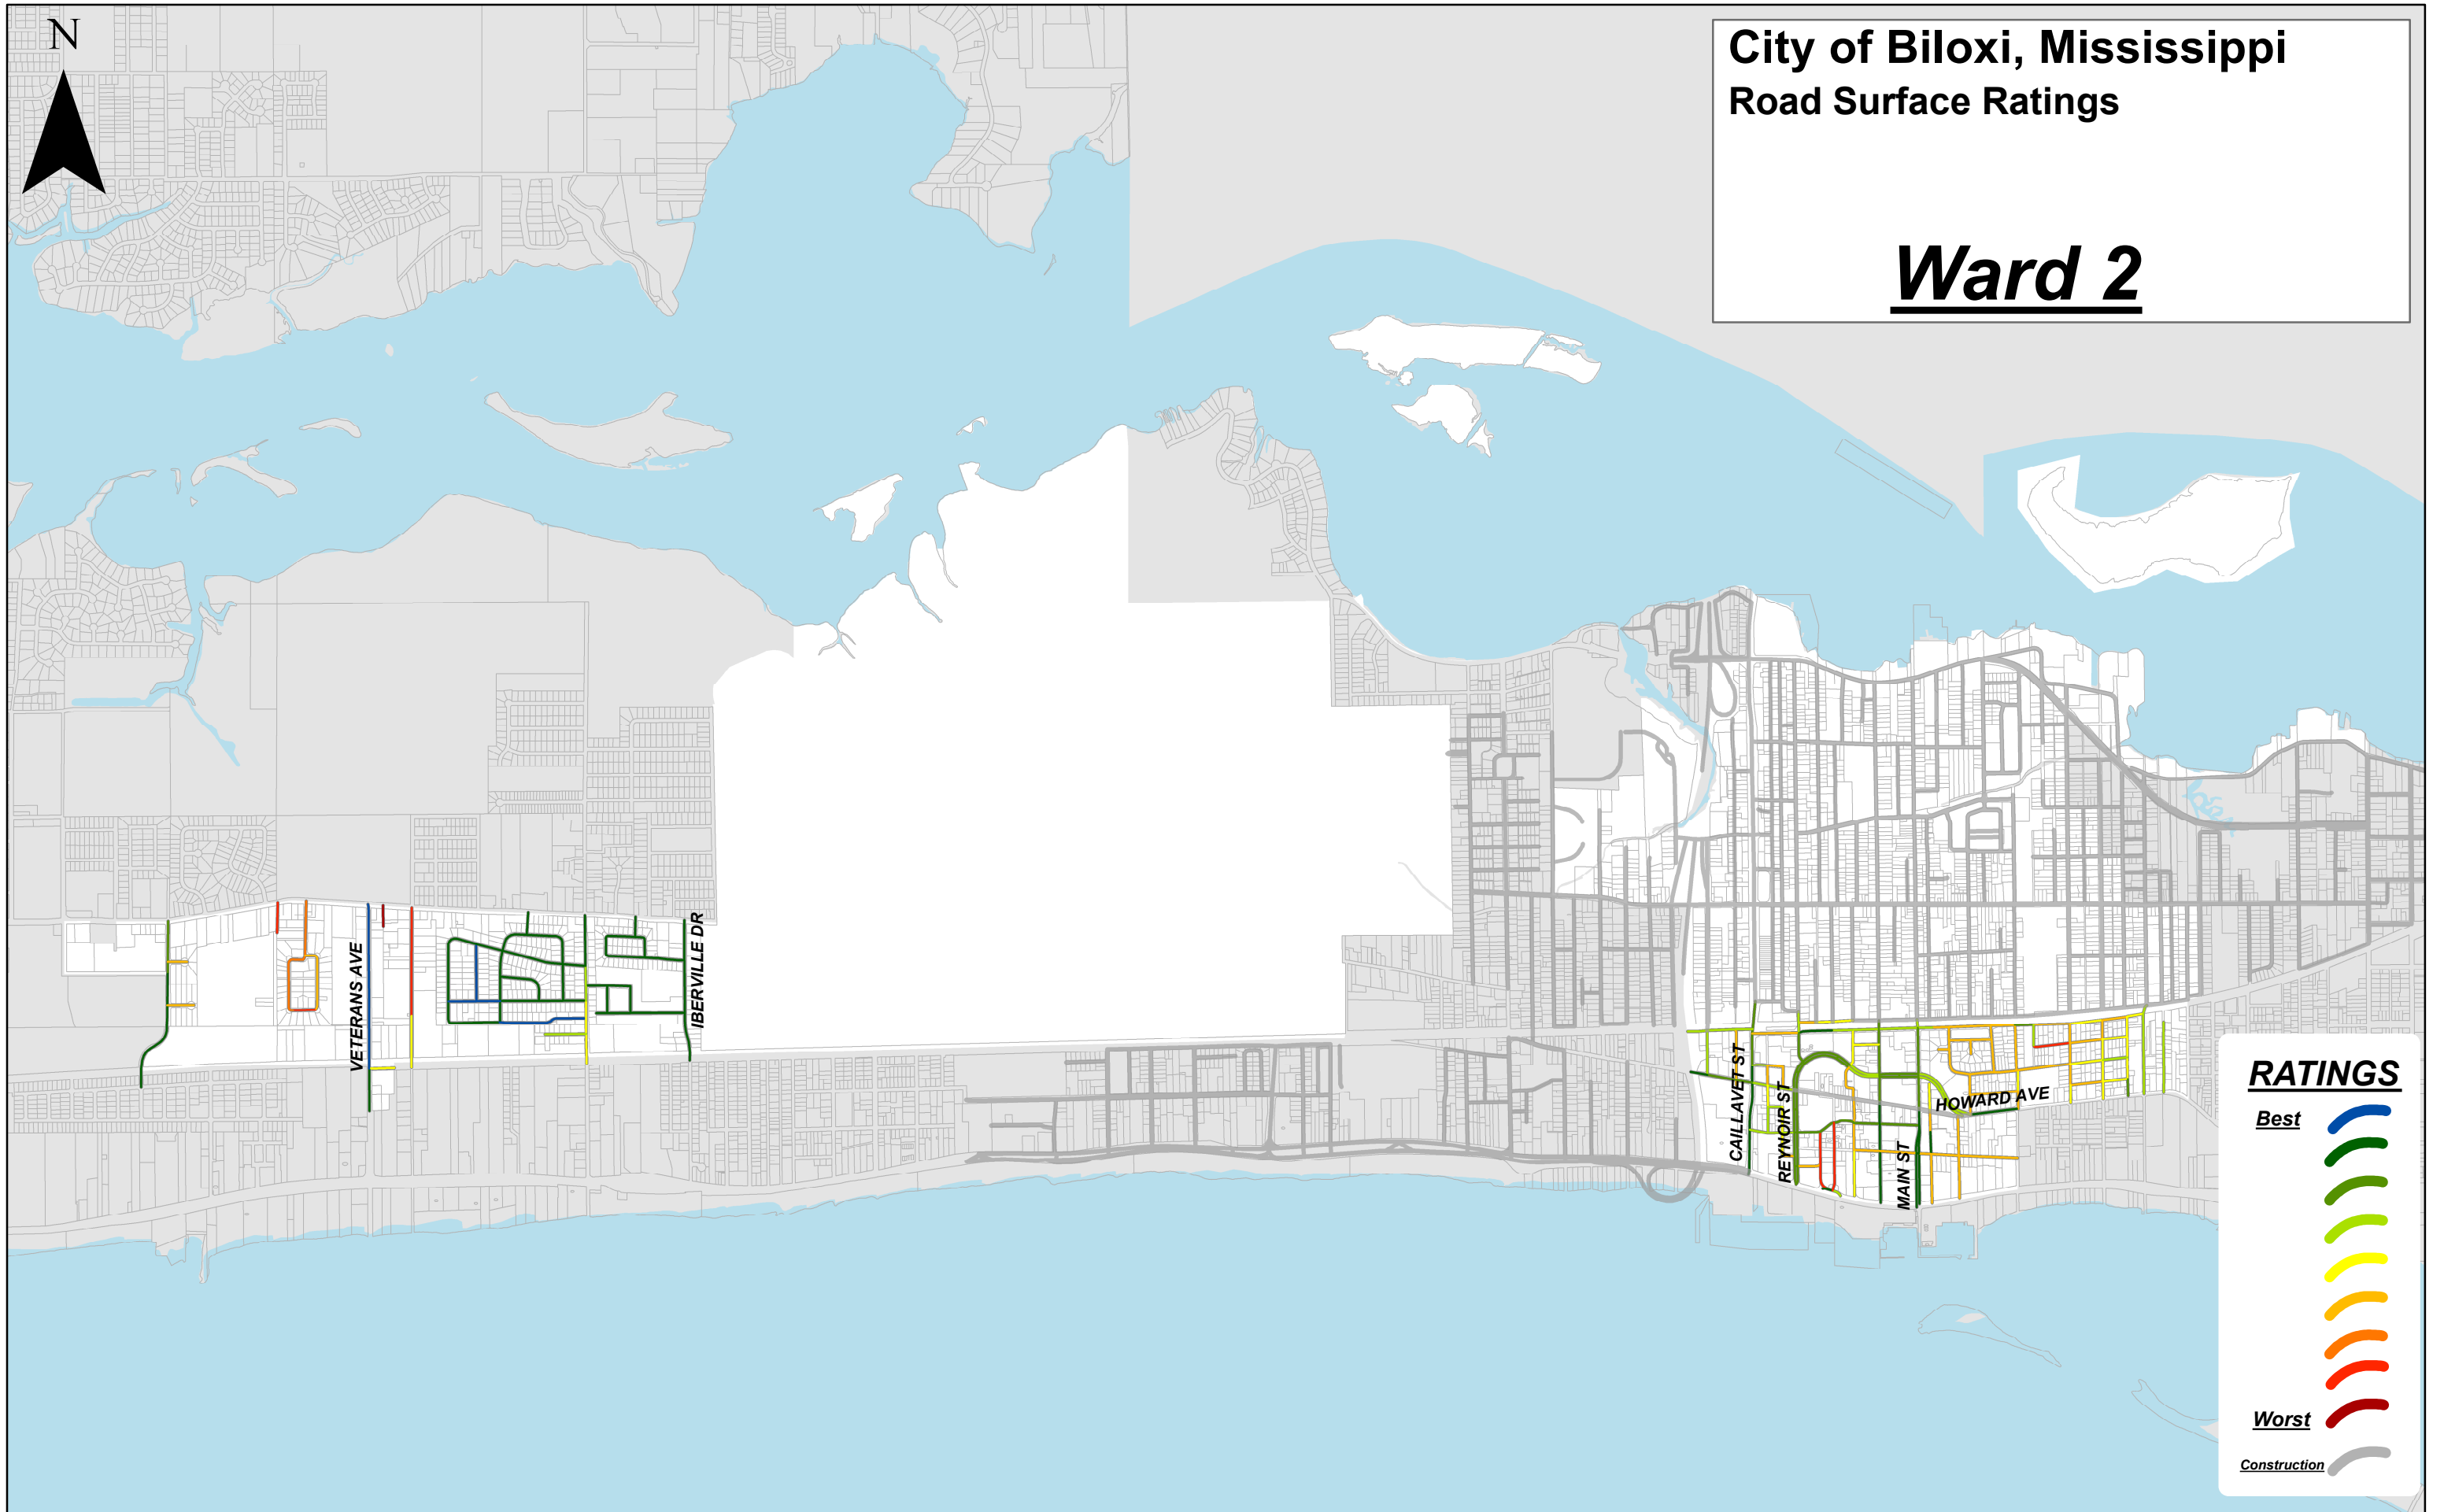 N
City of Biloxi, Mississippi
Road Surface Ratings
Ward 2
VETERANS AVE
IBERVILLE DR
CAILLAVET ST
REYNOIR ST
MAIN ST
HOWARD AVE
RATINGS
Best
Worst
Construction